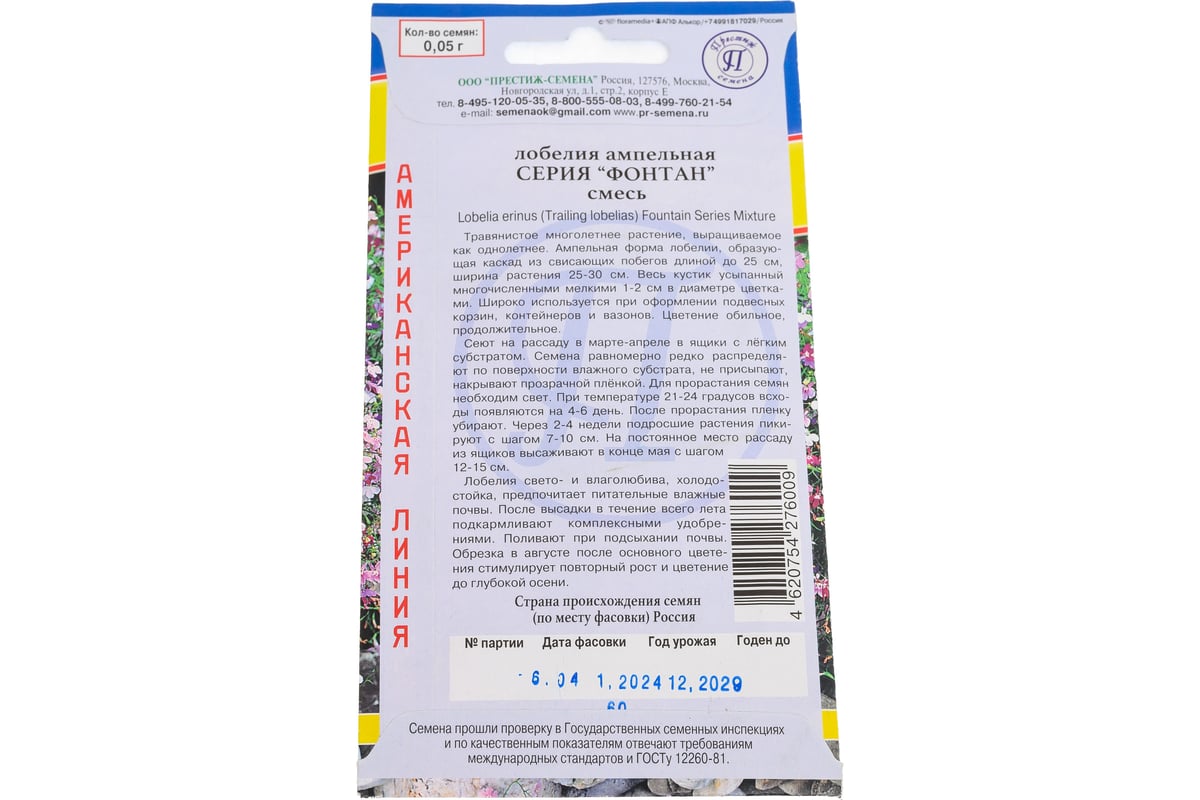 © floramedia+ АПФ Алькор/+74991817029/Россия
Кол-во семян:
0,05 г
Престиж
П
семена
ООО “ПРЕСТИЖ-СЕМЕНА” Россия, 127576, Москва,
Новгородская ул, д.1, стр.2, корпус Е
тел. 8-495-120-05-35, 8-800-555-08-03, 8-499-760-21-54
e-mail: semenaok@gmail.com www.pr-semena.ru
АМЕРИКАНСКАЯ ЛИНИЯ
лобелия ампельная
СЕРИЯ “ФОНТАН”
смесь
Lobelia erinus (Trailing lobelias) Fountain Series Mixture
Травянистое многолетнее растение, выращиваемое
как однолетнее. Ампельная форма лобелии, образую-
щая каскад из свисающих побегов длиной до 25 см,
ширина растения 25-30 см. Весь кустик усыпанный
многочисленными мелкими 1-2 см в диаметре цветка-
ми. Широко используется при оформлении подвесных
корзин, контейнеров и вазонов. Цветение обильное,
продолжительное.
Сеют на рассаду в марте-апреле в ящики с лёгким
субстратом. Семена равномерно редко распределя-
ют по поверхности влажного субстрата, не присыпают,
накрывают прозрачной плёнкой. Для прорастания семян
необходим свет. При температуре 21-24 градусов всхо-
ды появляются на 4-6 день. После прорастания пленку
убирают. Через 2-4 недели подросшие растения пики-
руют с шагом 7-10 см. На постоянное место рассаду
из ящиков высаживают в конце мая с шагом
12-15 см.
Лобелия свето- и влаголюбива, холодо-
стойка, предпочитает питательные влажные
почвы. После высадки в течение всего лета
подкармливают комплексными удобре-
ниями. Поливают при подсыхании почвы.
Обрезка в августе после основного цвете-
ния стимулирует повторный рост и цветение
до глубокой осени.
4 620754 276009
Страна происхождения семян
(по месту фасовки) Россия
№ партии Дата фасовки Год урожая Годен до
6. 04 1, 2024 12, 2029
60
Семена прошли проверку в Государственных семенных инспекциях
и по качественным показателям отвечают требованиям
международных стандартов и ГОСТу 12260-81.